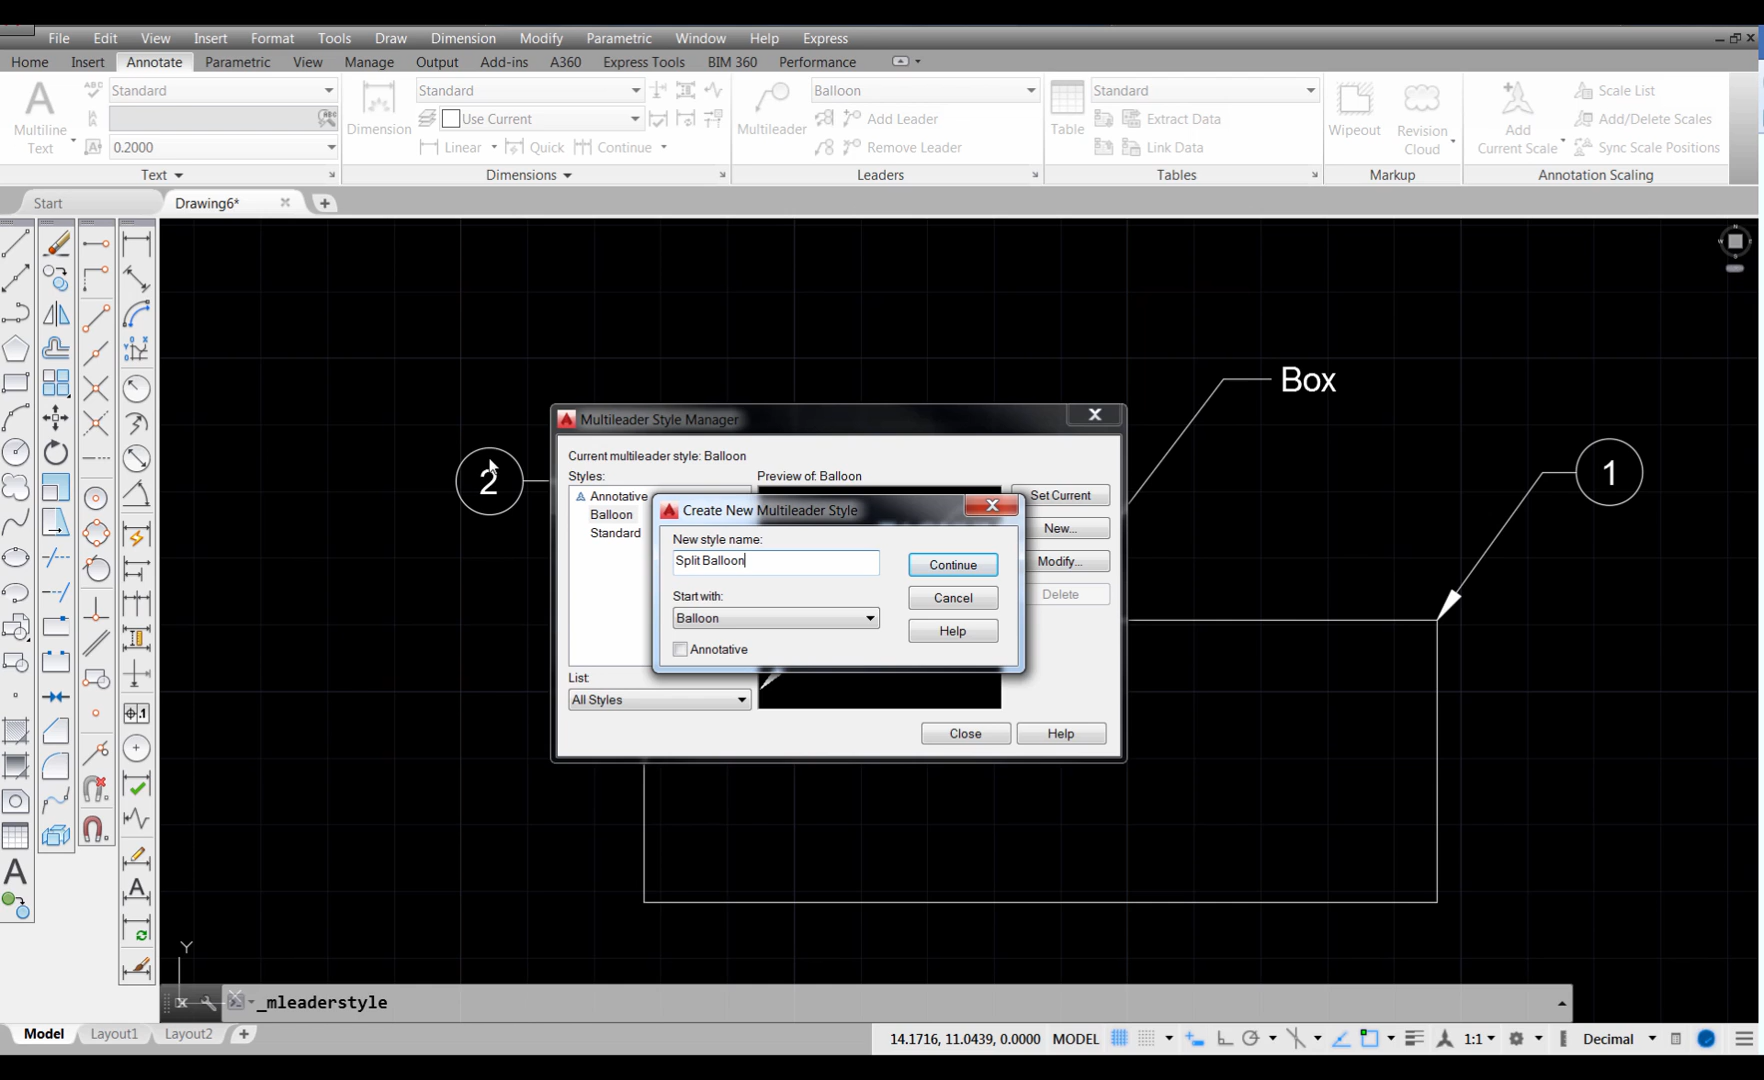 File Edit View Insert Format Tools Draw Dimension Modify Parametric Window Help Express
Home Insert Annotate Parametric View Manage Output Add-ins A360 Express Tools BIM 360 Performance
Standard
Multiline Text
0.2000
Text
Dimension
Standard
Use Current
Linear Quick Continue
Dimensions
Multileader
Balloon
Add Leader
Remove Leader
Leaders
Table
Standard
Extract Data
Link Data
Tables
Wipeout
Revision Cloud
Markup
Add Current Scale
Scale List
Add/Delete Scales
Sync Scale Positions
Annotation Scaling
Start Drawing6*
Box
2
1
Multileader Style Manager
Current multileader style: Balloon
Styles:
Annotative
Balloon
Standard
Preview of: Balloon
Set Current
New...
Modify...
Delete
List:
All Styles
Close Help
Create New Multileader Style
New style name:
Split Balloon
Start with:
Balloon
Annotative
Continue
Cancel
Help
Y
X
_mleaderstyle
Model Layout1 Layout2
14.1716, 11.0439, 0.0000 MODEL 1:1 Decimal